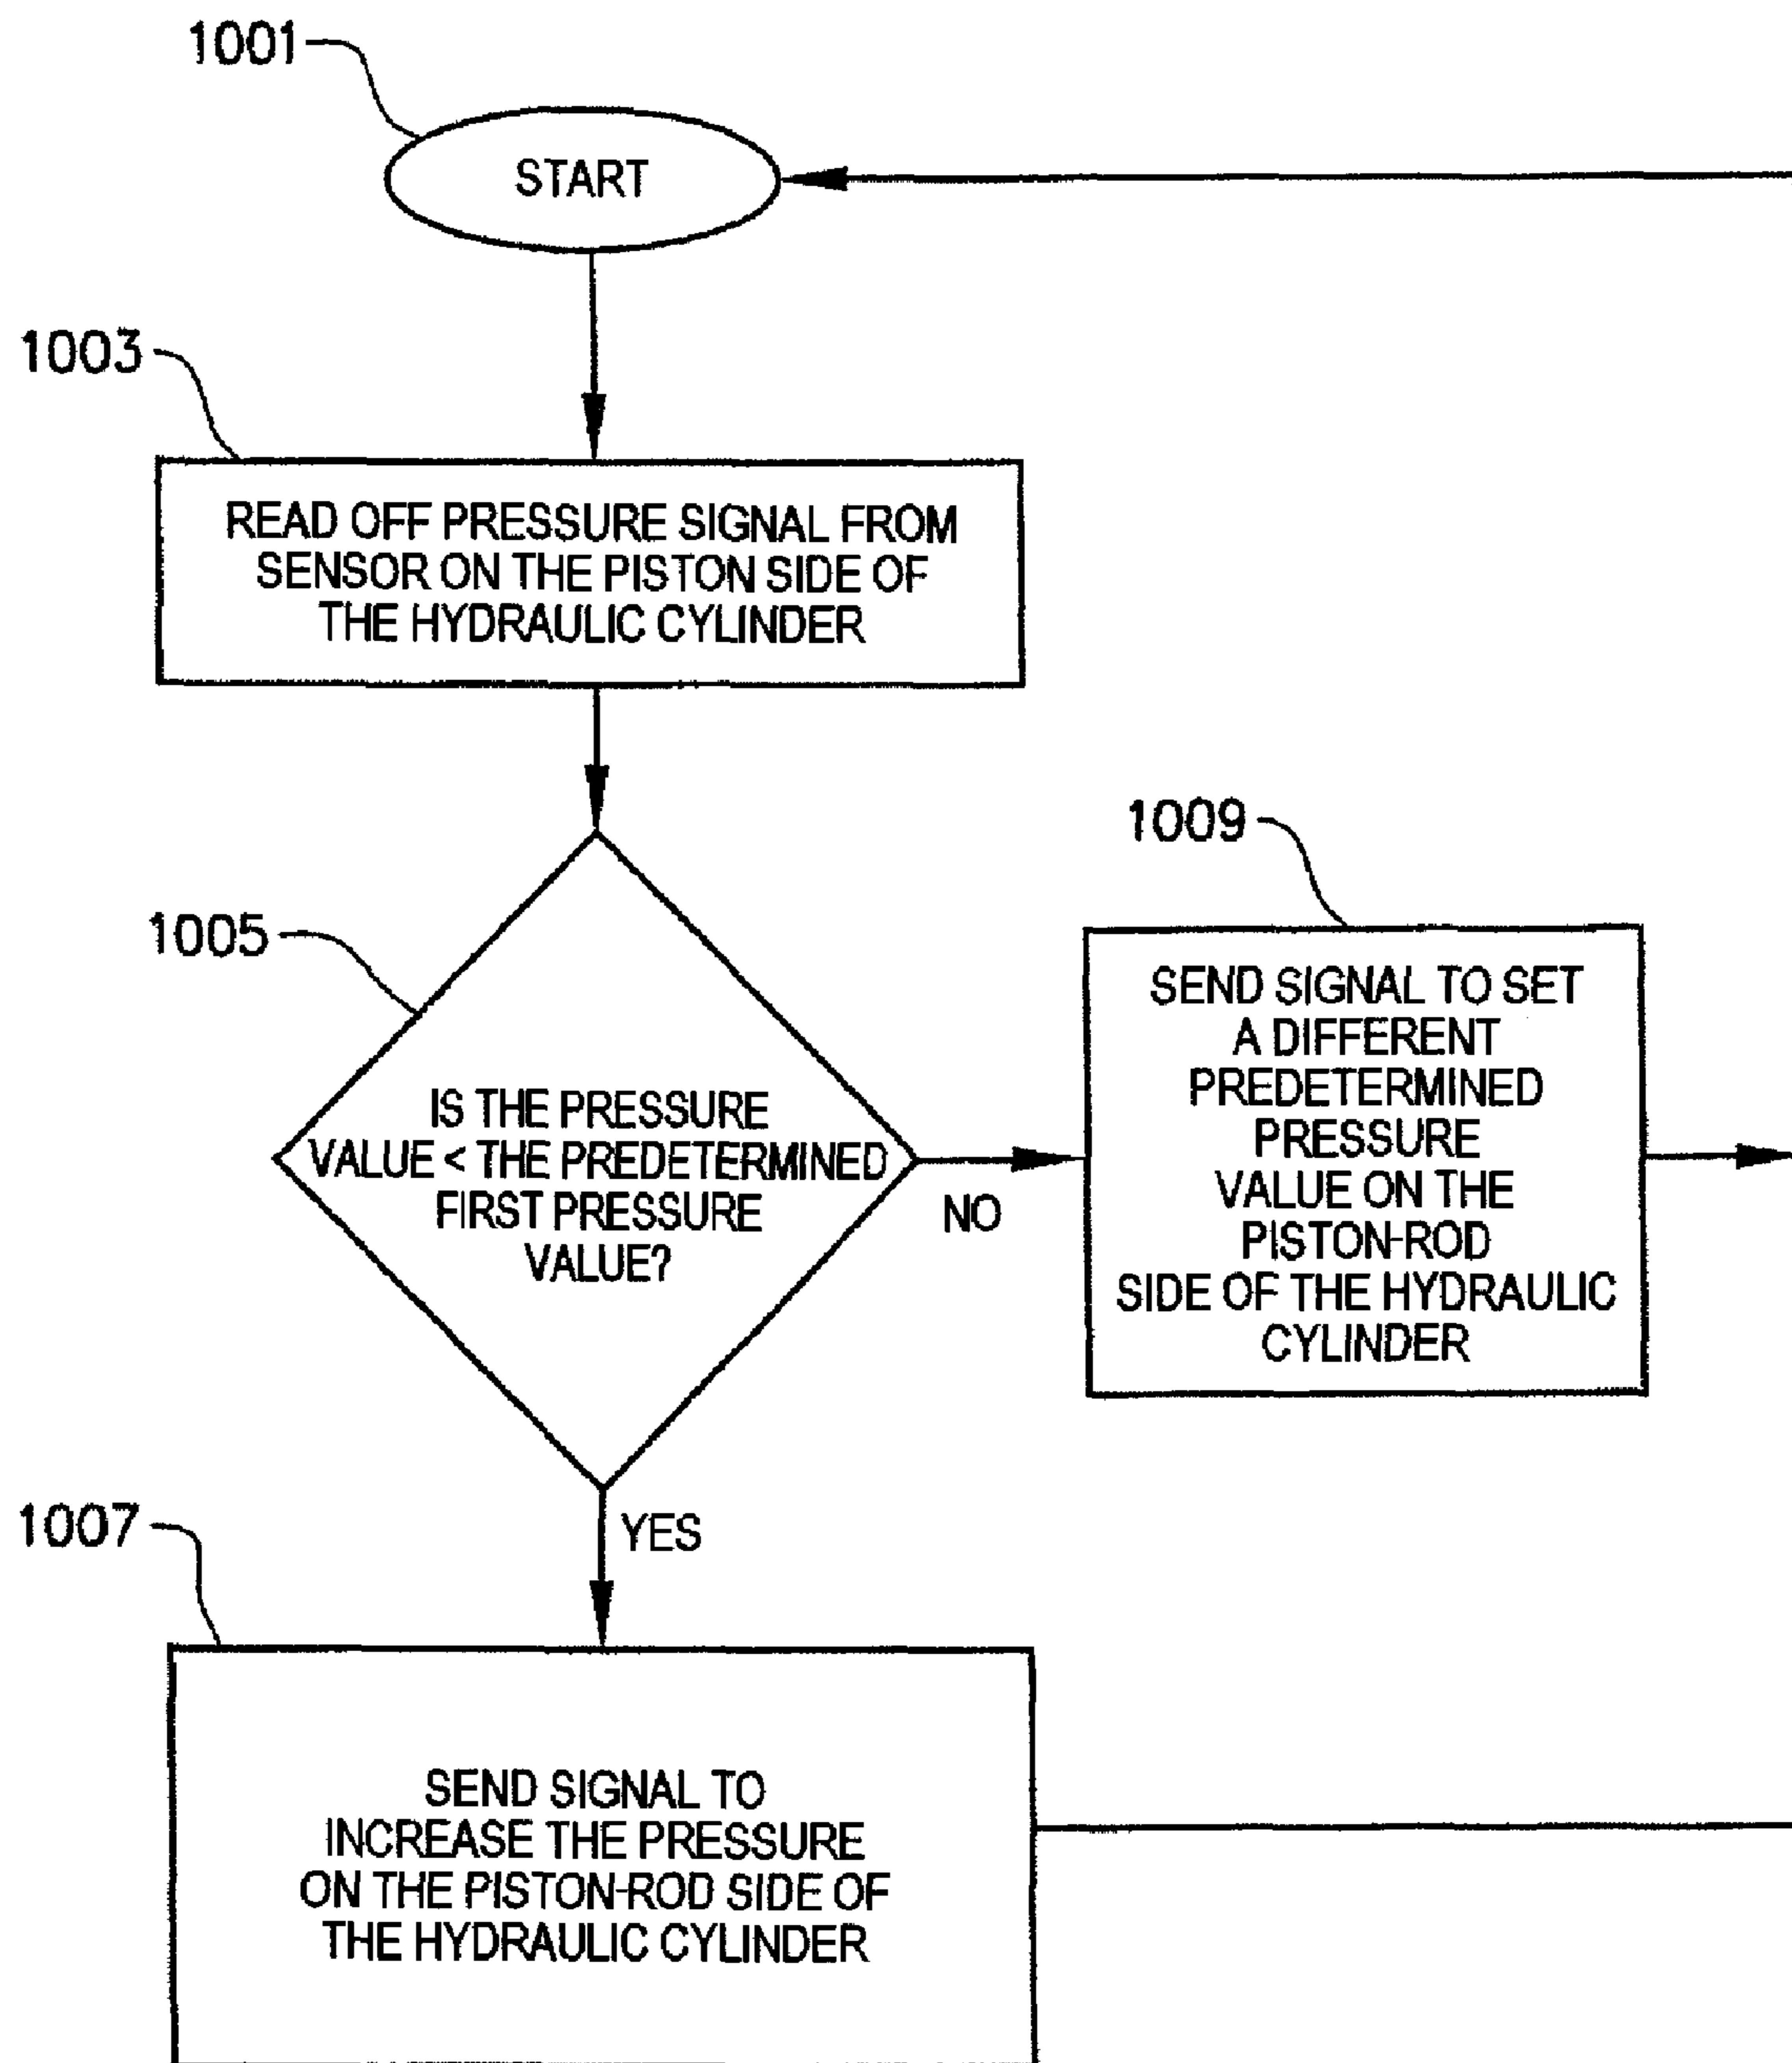 1001
START
1003
READ OFF PRESSURE SIGNAL FROM
SENSOR ON THE PISTON SIDE OF
THE HYDRAULIC CYLINDER
1005
IS THE PRESSURE
VALUE < THE PREDETERMINED
FIRST PRESSURE
VALUE?
NO
1009
SEND SIGNAL TO SET
A DIFFERENT
PREDETERMINED
PRESSURE
VALUE ON THE
PISTON-ROD
SIDE OF THE HYDRAULIC
CYLINDER
YES
1007
SEND SIGNAL TO
INCREASE THE PRESSURE
ON THE PISTON-ROD SIDE OF
THE HYDRAULIC CYLINDER